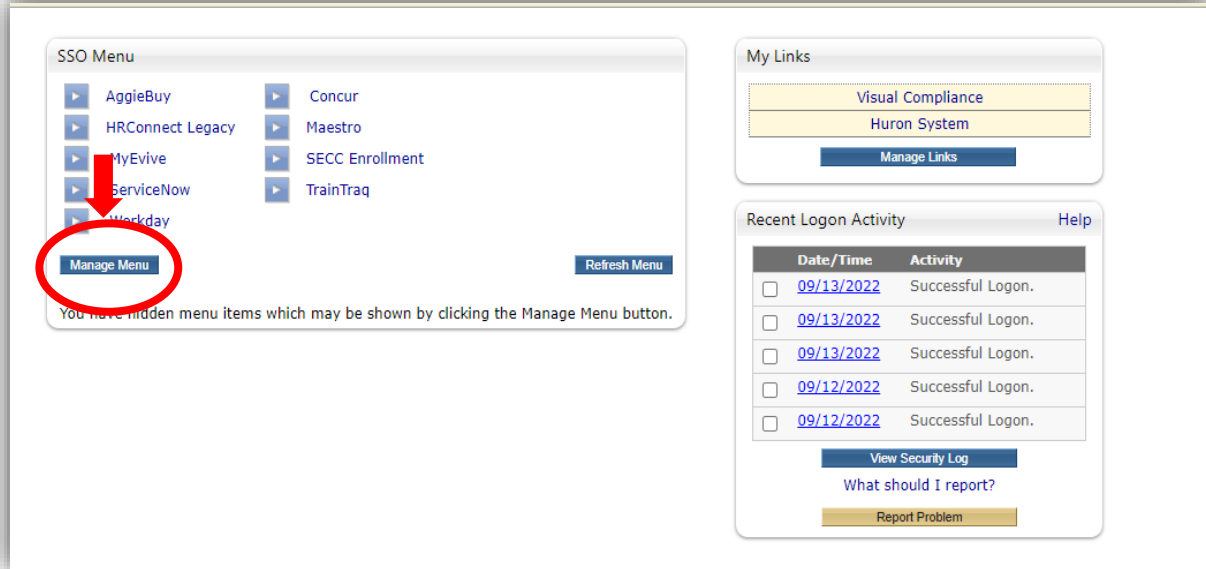 SSO Menu
AggieBuy
Concur
HRConnect Legacy
Maestro
MyEvive
SECC Enrollment
ServiceNow
TrainTraq
Workday
Manage Menu
Refresh Menu
You have hidden menu items which may be shown by clicking the Manage Menu button.
My Links
Visual Compliance
Huron System
Manage Links
Recent Logon Activity Help
Date/Time Activity
09/13/2022 Successful Logon.
09/13/2022 Successful Logon.
09/13/2022 Successful Logon.
09/12/2022 Successful Logon.
09/12/2022 Successful Logon.
View Security Log
What should I report?
Report Problem